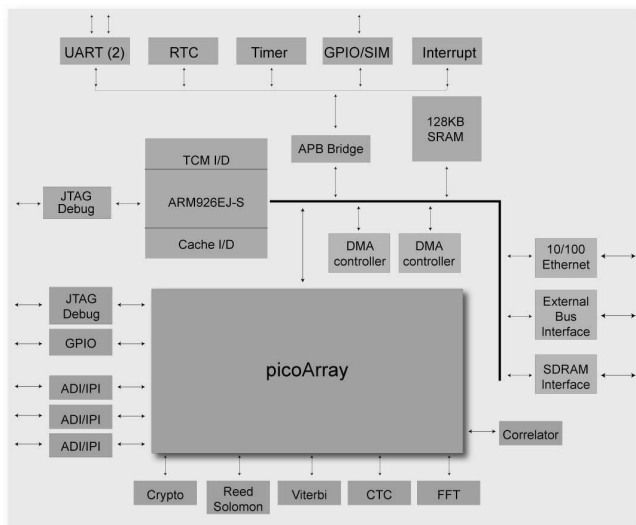 UART (2)
RTC
Timer
GPIO/SIM
Interrupt
128KB
SRAM
APB Bridge
TCM I/D
ARM926EJ-S
Cache I/D
JTAG
Debug
DMA
controller
DMA
controller
10/100
Ethernet
External
Bus
Interface
SDRAM
Interface
JTAG
Debug
GPIO
ADI/IPI
ADI/IPI
ADI/IPI
picoArray
Correlator
Crypto
Reed
Solomon
Viterbi
CTC
FFT